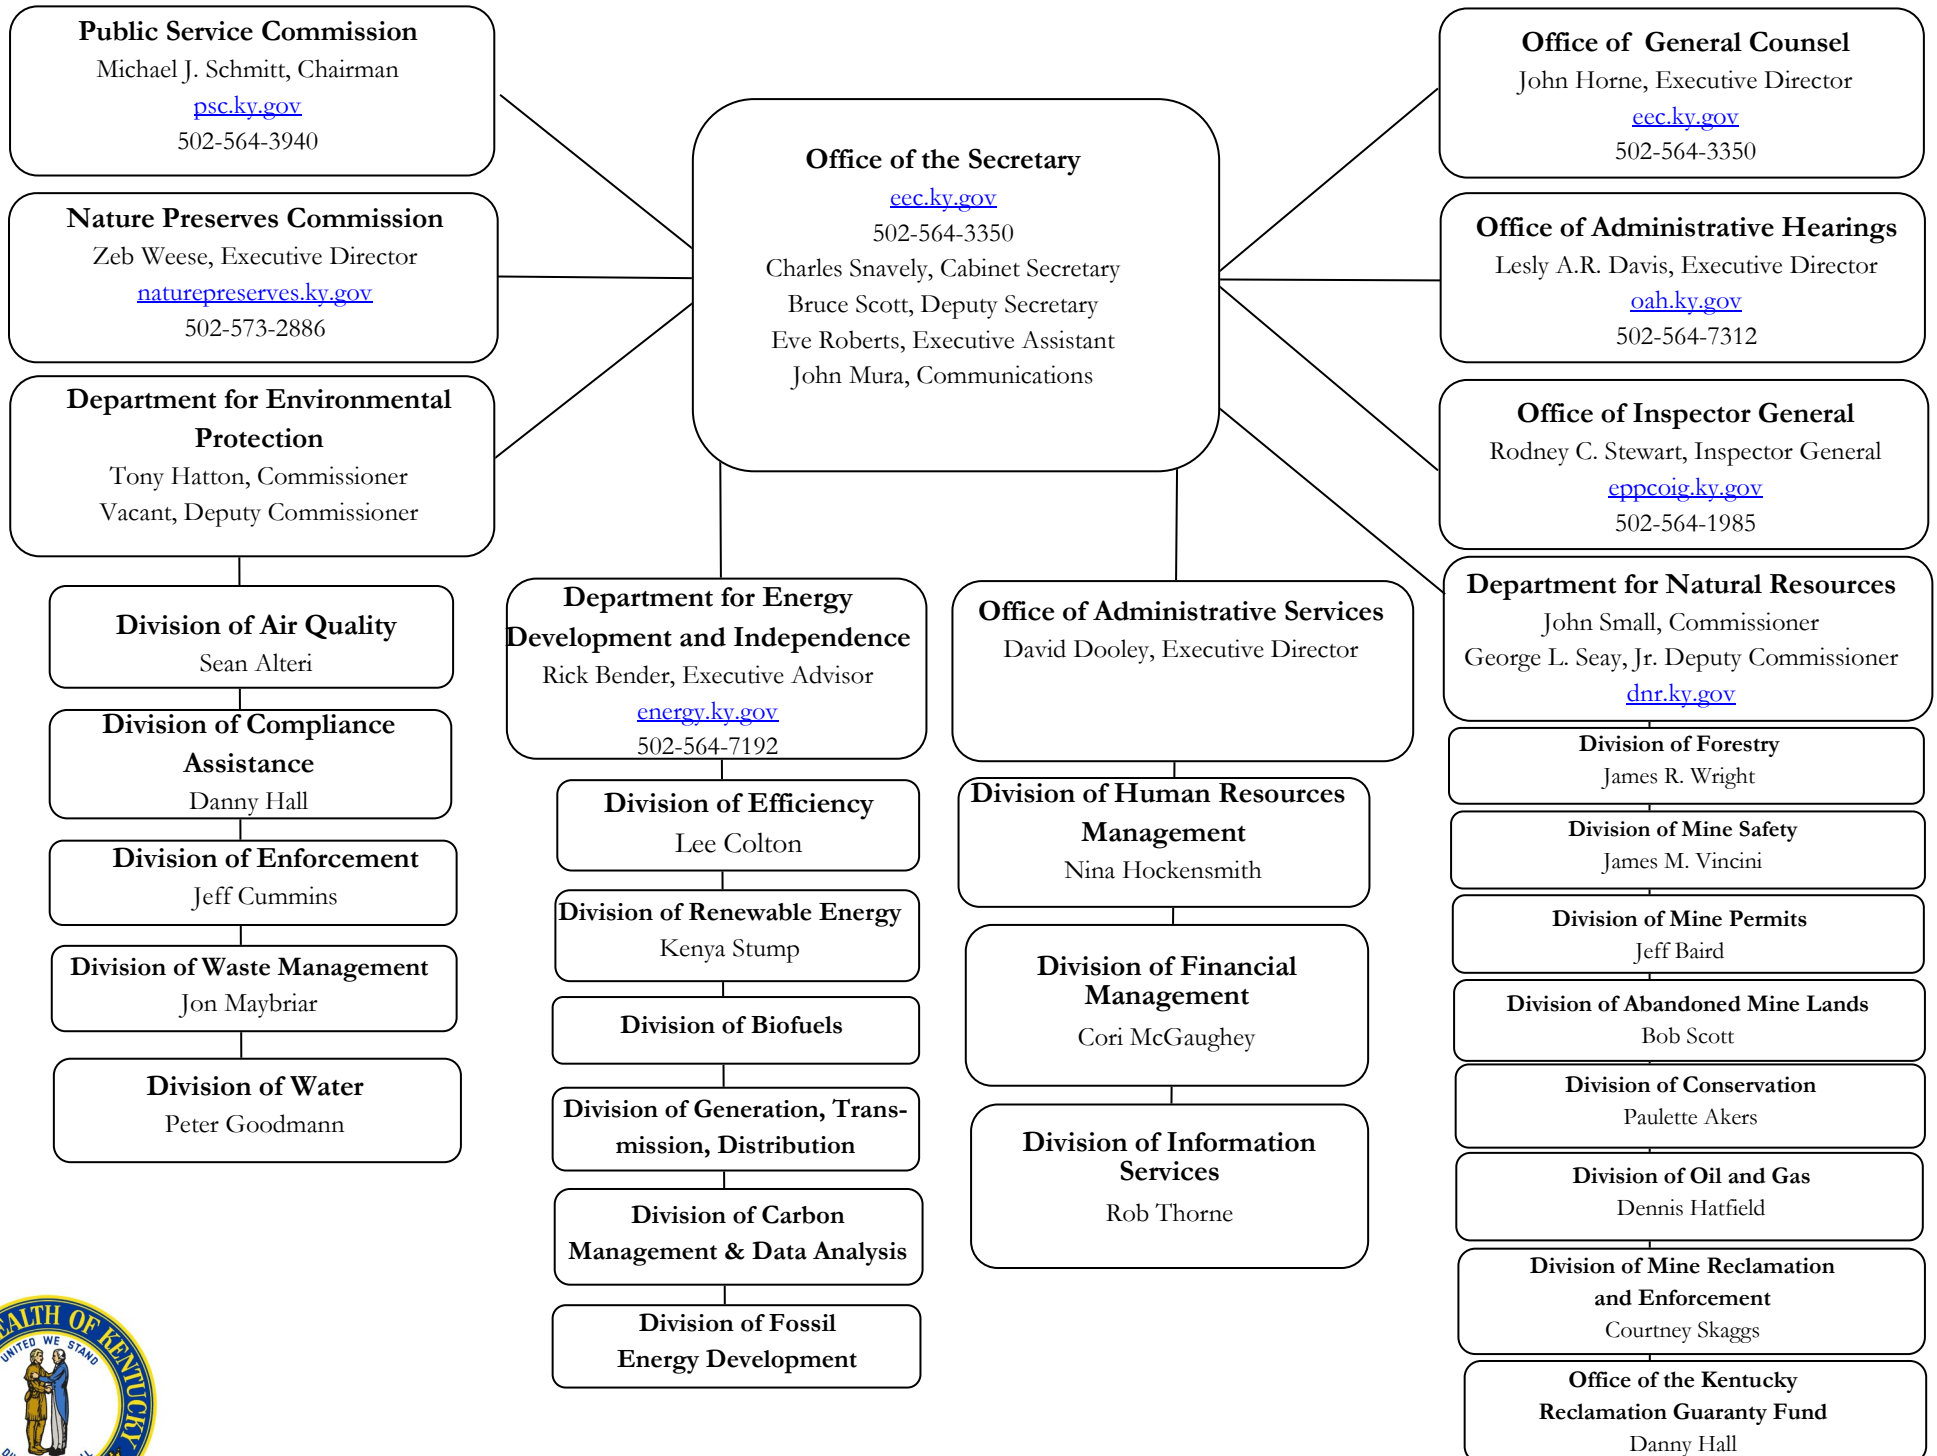 Public Service Commission
Michael J. Schmitt, Chairman
psc.ky.gov
502-564-3940
Nature Preserves Commission
Zeb Weese, Executive Director
naturepreserves.ky.gov
502-573-2886
Department for Environmental
Protection
Tony Hatton, Commissioner
Vacant, Deputy Commissioner
Division of Air Quality
Sean Alteri
Division of Compliance
Assistance
Danny Hall
Division of Enforcement
Jeff Cummins
Division of Waste Management
Jon Maybriar
Division of Water
Peter Goodmann
Office of the Secretary
eec.ky.gov
502-564-3350
Charles Snavely, Cabinet Secretary
Bruce Scott, Deputy Secretary
Eve Roberts, Executive Assistant
John Mura, Communications
Department for Energy
Development and Independence
Rick Bender, Executive Advisor
energy.ky.gov
502-564-7192
Division of Efficiency
Lee Colton
Division of Renewable Energy
Kenya Stump
Division of Biofuels
Division of Generation, Trans-
mission, Distribution
Division of Carbon
Management & Data Analysis
Division of Fossil
Energy Development
Office of Administrative Services
David Dooley, Executive Director
Division of Human Resources
Management
Nina Hockensmith
Division of Financial
Management
Cori McGaughey
Division of Information
Services
Rob Thorne
Office of  General Counsel
John Horne, Executive Director
eec.ky.gov
502-564-3350
Office of Administrative Hearings
Lesly A.R. Davis, Executive Director
oah.ky.gov
502-564-7312
Office of Inspector General
Rodney C. Stewart, Inspector General
eppcoig.ky.gov
502-564-1985
Department for Natural Resources
John Small, Commissioner
George L. Seay, Jr. Deputy Commissioner
dnr.ky.gov
Division of Forestry
James R. Wright
Division of Mine Safety
James M. Vincini
Division of Mine Permits
Jeff Baird
Division of Abandoned Mine Lands
Bob Scott
Division of Conservation
Paulette Akers
Division of Oil and Gas
Dennis Hatfield
Division of Mine Reclamation
and Enforcement
Courtney Skaggs
Office of the Kentucky
Reclamation Guaranty Fund
Danny Hall
OF KENTUCKY
UNITED WE STAND